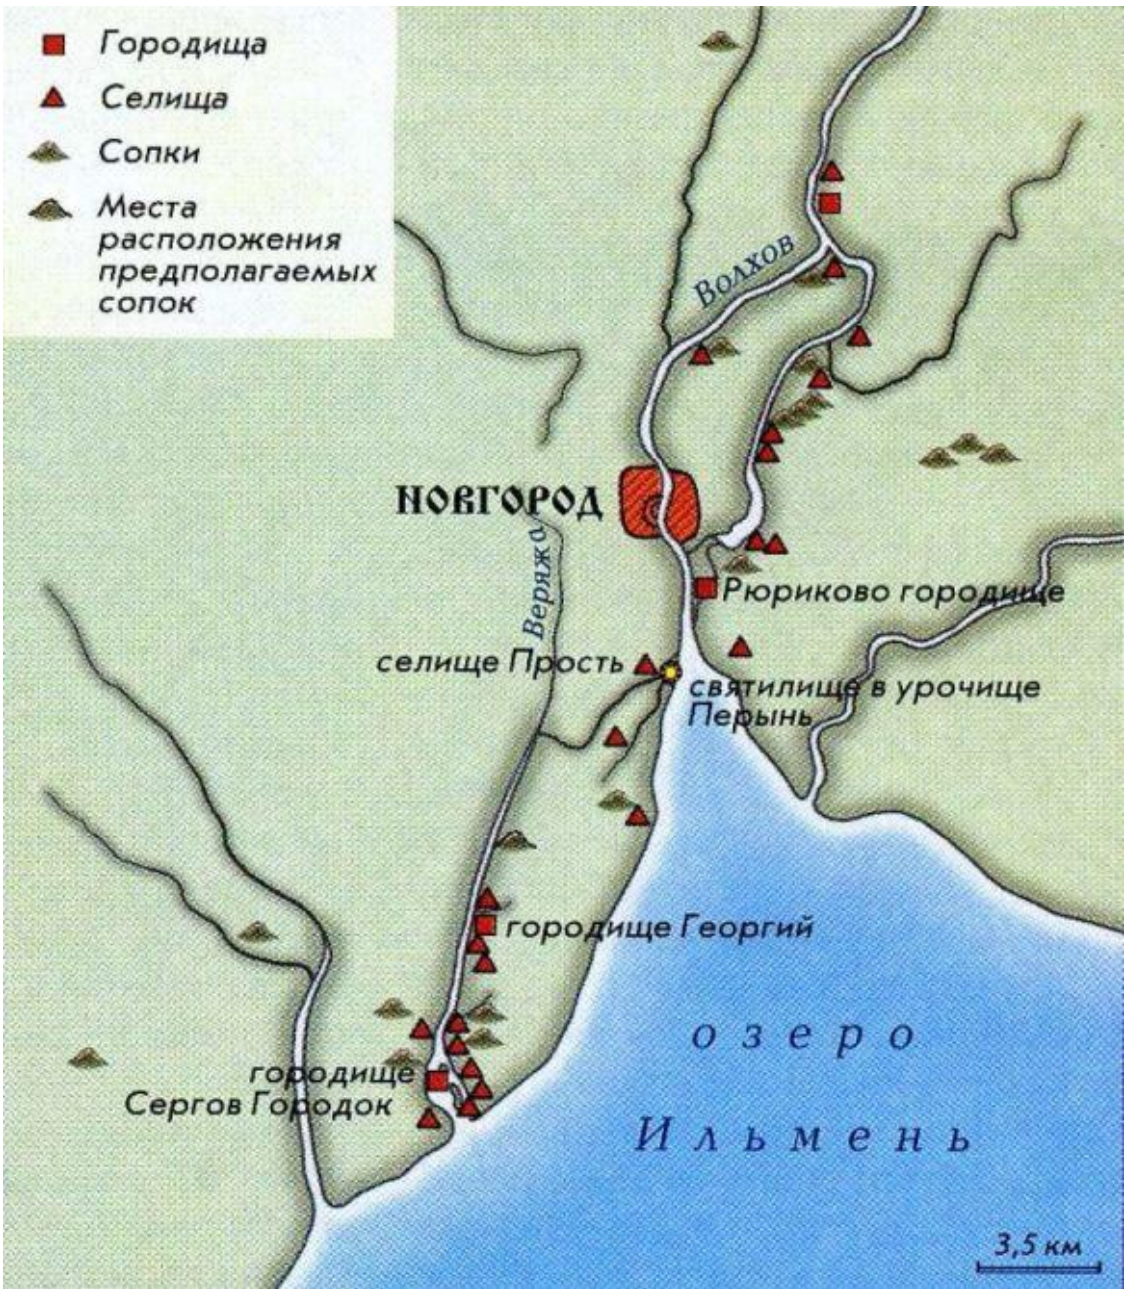 Городища
Селища
Сопки
Места
расположения
предполагаемых
сопок
Волхов
НОВГОРОД
Веряжа
Рюриково городище
селище Прость
святилище в урочище
Перынь
городище Георгий
городище
Сергов Городок
озеро
Ильмень
3,5 км